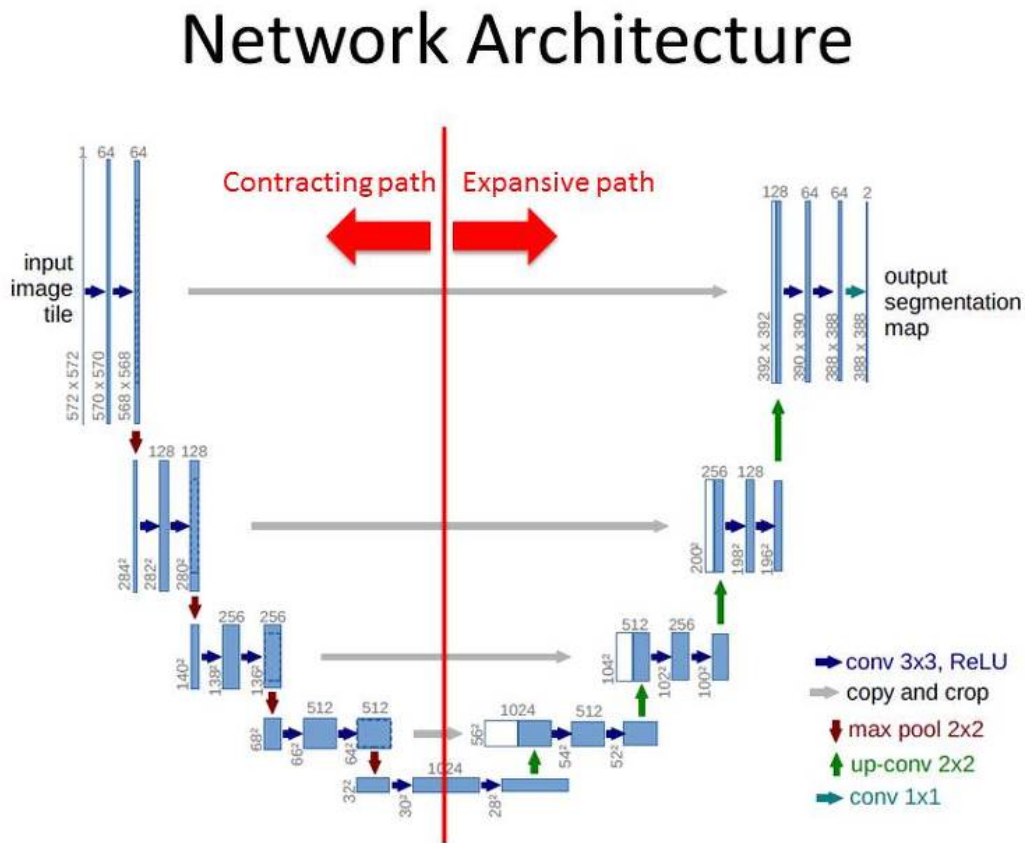 Network Architecture
Contracting path
Expansive path
1 64 64
input
image
tile
572 x 572
570 x 570
568 x 568
128 64 64 2
output
segmentation
map
392 x 392
390 x 390
388 x 388
388 x 388
128 128
284²
282²
280²
256 128
200²
198²
196²
256 256
140²
138²
136²
512 256
104²
102²
100²
512 512
68²
66²
64²
1024 512
56²
54²
52²
1024
32²
30²
28²
conv 3x3, ReLU
copy and crop
max pool 2x2
up-conv 2x2
conv 1x1